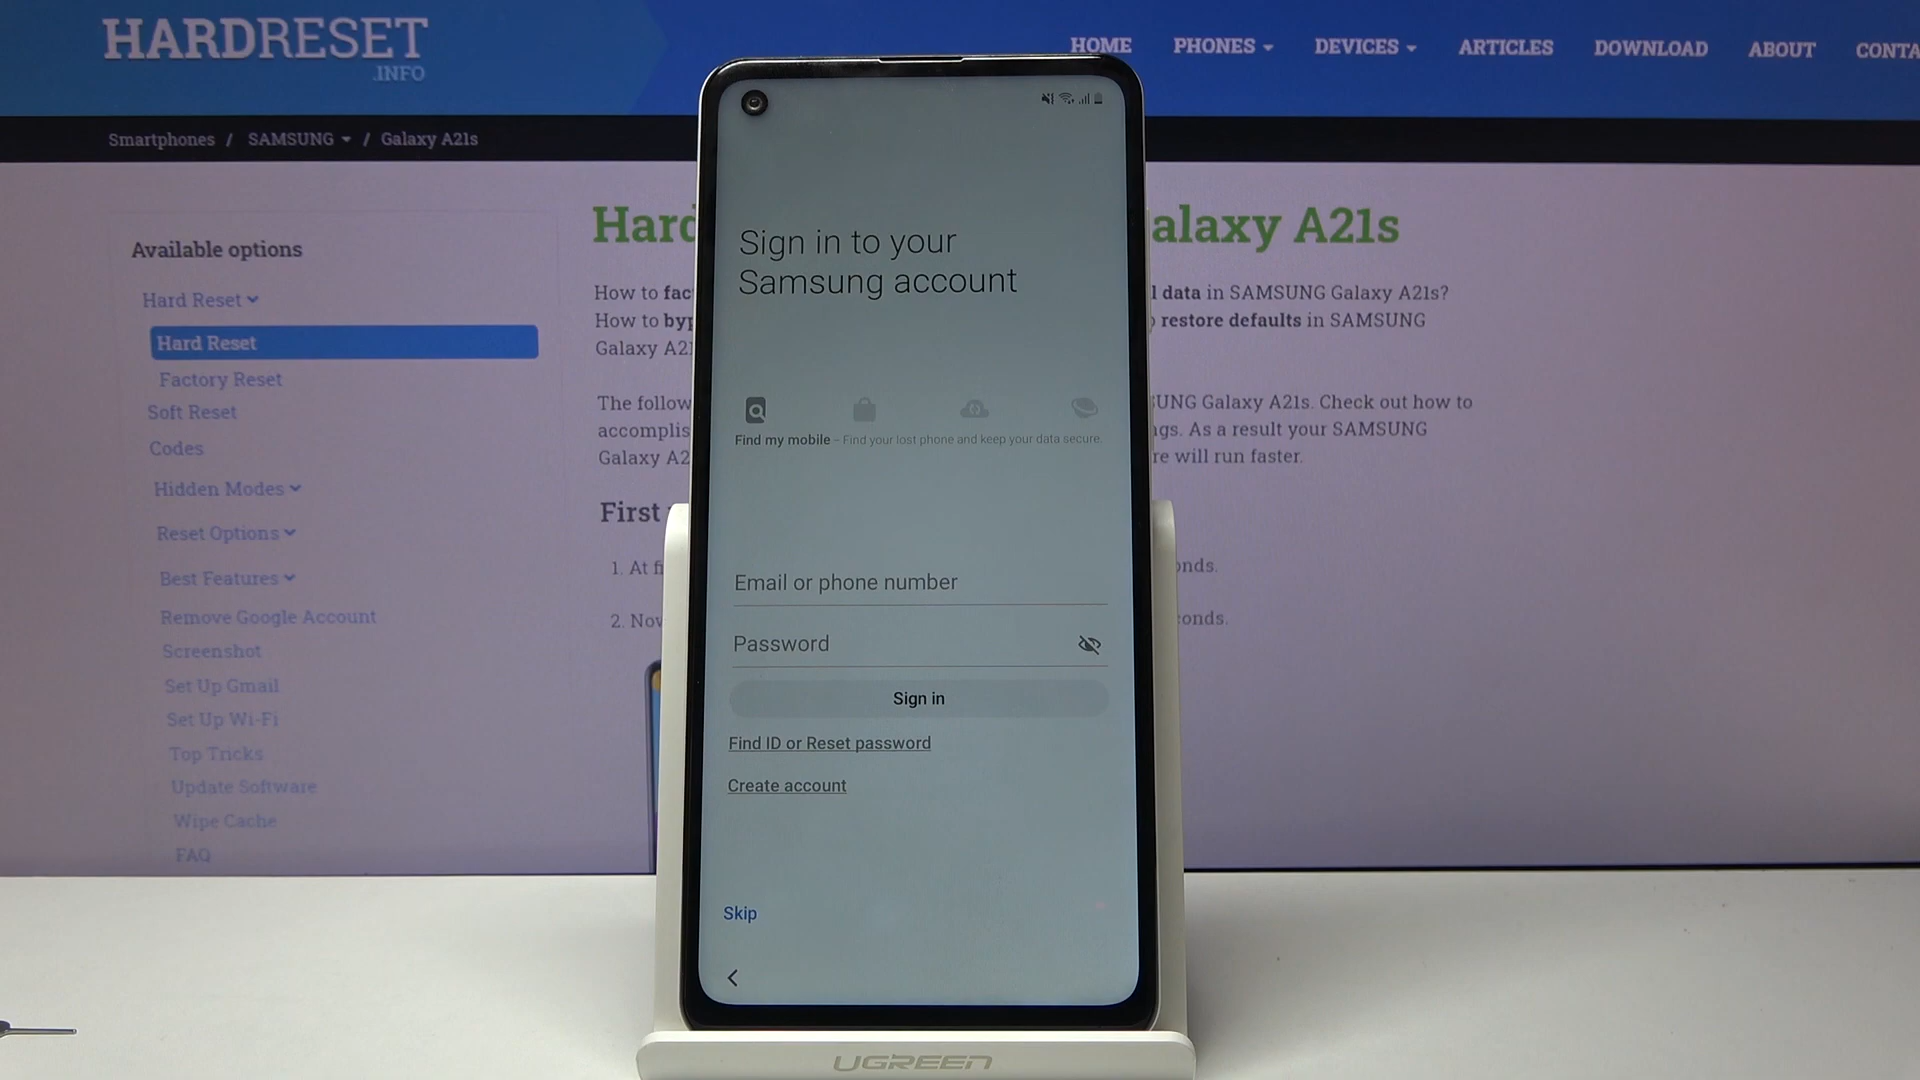 HARDRESET
.INFO
HOME PHONES DEVICES ARTICLES DOWNLOAD ABOUT CONTA
Smartphones / SAMSUNG / Galaxy A21s
Available options
Hard Reset
Hard Reset
Factory Reset
Soft Reset
Codes
Hidden Modes
Reset Options
Best Features
Remove Google Account
Screenshot
Set Up Gmail
Set Up Wi-Fi
Top Tricks
Update Software
Wipe Cache
FAQ
Hard alaxy A21s
How to fac l data in SAMSUNG Galaxy A21s?
How to byp restore defaults in SAMSUNG
Galaxy A21
The follow SUNG Galaxy A21s. Check out how to
accomplis ngs. As a result your SAMSUNG
Galaxy A2 re will run faster.
First
1. At fi onds.
2. Nov conds.
Sign in to your
Samsung account
Find my mobile – Find your lost phone and keep your data secure.
Email or phone number
Password
Sign in
Find ID or Reset password
Create account
Skip
UGREEN